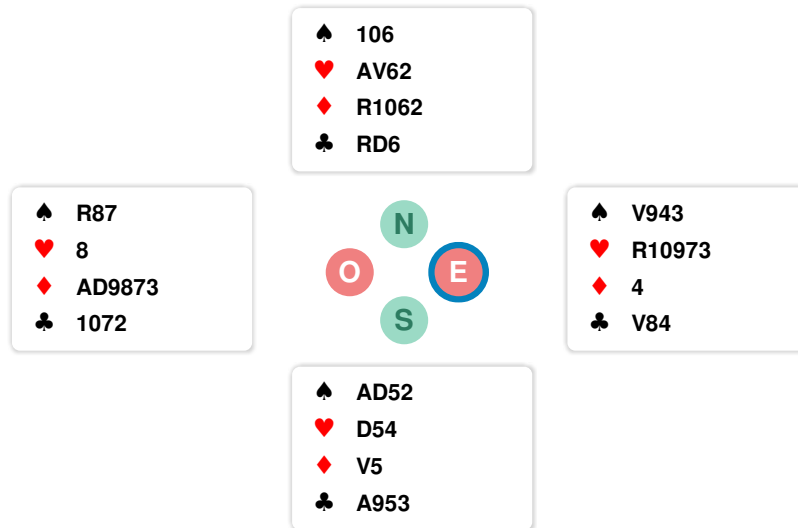 ♠ 106
♥ AV62
♦ R1062
♣ RD6
♠ R87
♥ 8
♦ AD9873
♣ 1072
N
O E
S
♠ V943
♥ R10973
♦ 4
♣ V84
♠ AD52
♥ D54
♦ V5
♣ A953